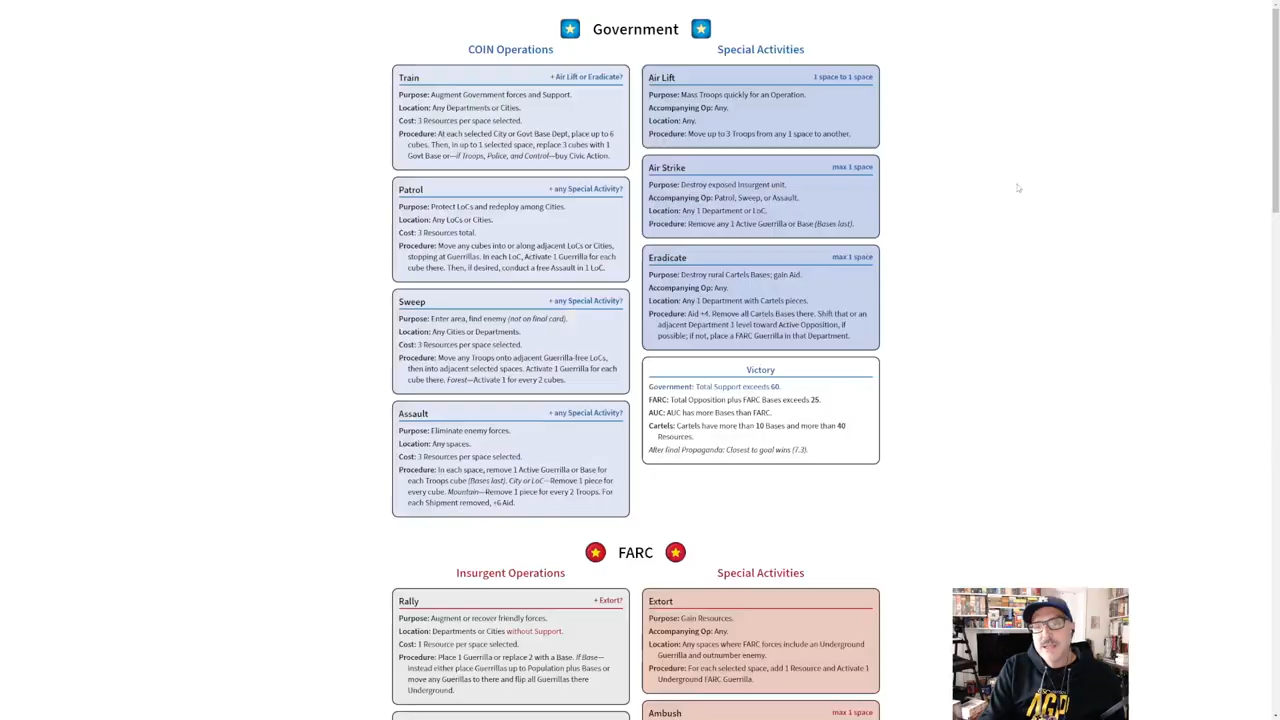 Government
COIN Operations
Train
+ Air Lift or Eradicate?
Purpose: Augment Government forces and Support.
Location: Any Departments or Cities.
Cost: 3 Resources per space selected.
Procedure: At each selected City or Govt Base Dept, place up to 6
cubes. Then, in up to 1 selected space, replace 3 cubes with 1
Govt Base or—if Troops, Police, and Control—buy Civic Action.
Patrol
+ any Special Activity?
Purpose: Protect LoCs and redeploy among Cities.
Location: Any LoCs or Cities.
Cost: 3 Resources total.
Procedure: Move any cubes into or along adjacent LoCs or Cities,
stopping at Guerrillas. In each LoC, Activate 1 Guerrilla for each
cube there. Then, if desired, conduct a free Assault in 1 LoC.
Sweep
+ any Special Activity?
Purpose: Enter area, find enemy (not on final card).
Location: Any Cities or Departments.
Cost: 3 Resources per space selected.
Procedure: Move any Troops onto adjacent Guerrilla-free LoCs,
then into adjacent selected spaces. Activate 1 Guerrilla for each
cube there. Forest—Activate 1 for every 2 cubes.
Assault
+ any Special Activity?
Purpose: Eliminate enemy forces.
Location: Any spaces.
Cost: 3 Resources per space selected.
Procedure: In each space, remove 1 Active Guerrilla or Base for
each Troops cube (Bases last). City or LoC—Remove 1 piece for
every cube. Mountain—Remove 1 piece for every 2 Troops. For
each Shipment removed, +6 Aid.
Special Activities
Air Lift
1 space to 1 space
Purpose: Mass Troops quickly for an Operation.
Accompanying Op: Any.
Location: Any.
Procedure: Move up to 3 Troops from any 1 space to another.
Air Strike
max 1 space
Purpose: Destroy exposed Insurgent unit.
Accompanying Op: Patrol, Sweep, or Assault.
Location: Any 1 Department or LoC.
Procedure: Remove any 1 Active Guerrilla or Base (Bases last).
Eradicate
max 1 space
Purpose: Destroy rural Cartels Bases; gain Aid.
Accompanying Op: Any.
Location: Any 1 Department with Cartels pieces.
Procedure: Aid +4. Remove all Cartels Bases there. Shift that or an
adjacent Department 1 level toward Active Opposition, if
possible; if not, place a FARC Guerrilla in that Department.
Victory
Government: Total Support exceeds 60.
FARC: Total Opposition plus FARC Bases exceeds 25.
AUC: AUC has more Bases than FARC.
Cartels: Cartels have more than 10 Bases and more than 40
Resources.
After final Propaganda: Closest to goal wins (7.3).
FARC
Insurgent Operations
Rally
+ Extort?
Purpose: Augment or recover friendly forces.
Location: Departments or Cities without Support.
Cost: 1 Resource per space selected.
Procedure: Place 1 Guerrilla or replace 2 with a Base. If Base—
instead either place Guerrillas up to Population plus Bases or
move any Guerillas to there and flip all Guerrillas there
Underground.
Special Activities
Extort
Purpose: Gain Resources.
Accompanying Op: Any.
Location: Any spaces where FARC forces include an Underground
Guerrilla and outnumber enemy.
Procedure: For each selected space, add 1 Resource and Activate 1
Underground FARC Guerrilla.
Ambush
max 1 space